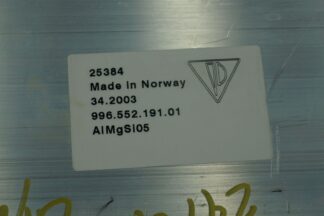 25384
Made in Norway
34.2003
996.552.191.01
AlMgSi05